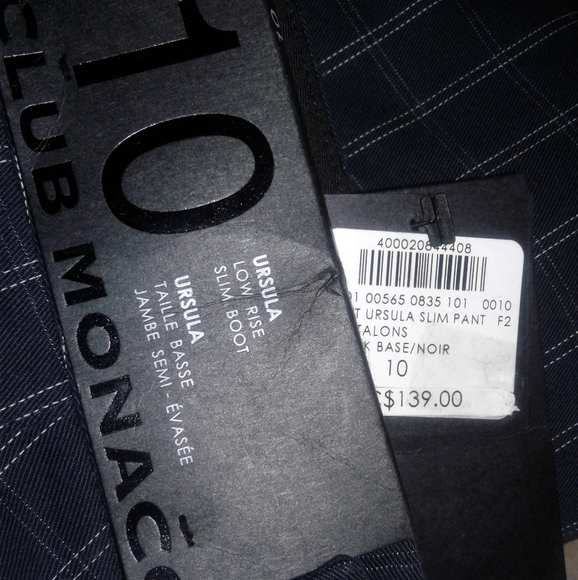 10
CLUB MONACO
URSULA
LOW RISE
SLIM BOOT
URSULA
TAILLE BASSE
JAMBE SEMI-ÉVASÉE
400020844408
00565 0835 101 0010
URSULA SLIM PANT F2
BASE/NOIR
10
$139.00